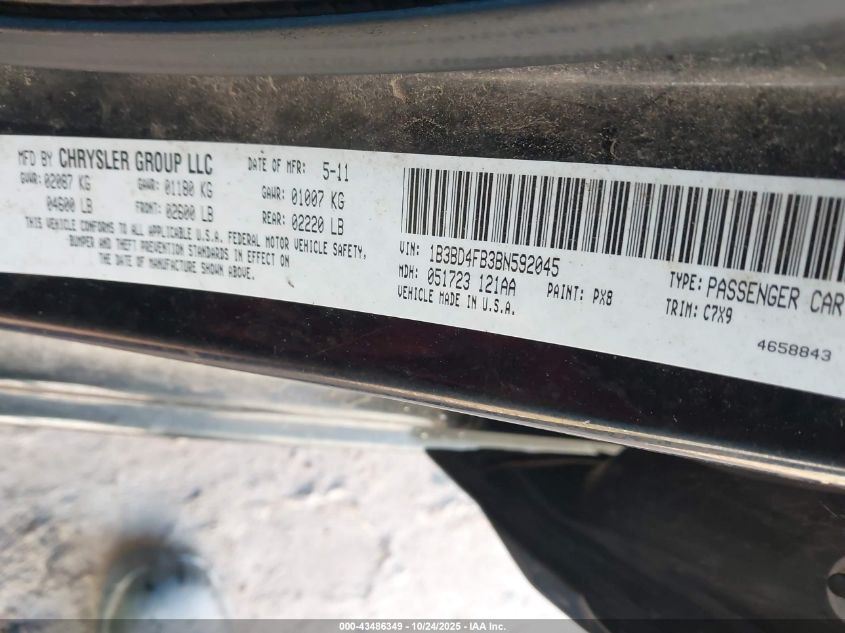 MFD BY CHRYSLER GROUP LLC DATE OF MFR: 5-11
GVWR: 02087 KG GAWR: 01180 KG GAWR: 01007 KG
04600 LB FRONT: 02600 LB REAR: 02220 LB
THIS VEHICLE CONFORMS TO ALL APPLICABLE U.S.A. FEDERAL MOTOR VEHICLE SAFETY,
BUMPER AND THEFT PREVENTION STANDARDS IN EFFECT ON
THE DATE OF MANUFACTURE SHOWN ABOVE.
VIN: 1B3BD4FB3BN592045 TYPE: PASSENGER CAR
MDH: 051723 121AA PAINT: PX8 TRIM: C7X9
VEHICLE MADE IN U.S.A.
4658843
000-43486349 • 10/24/2025 • IAA Inc.